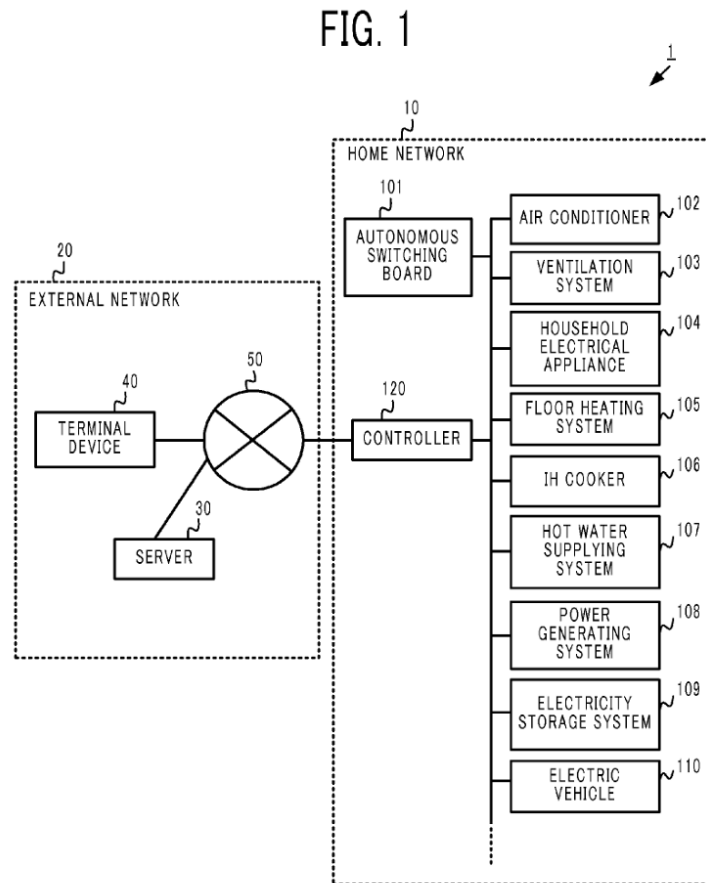 FIG. 1
1
10
HOME NETWORK
101
AUTONOMOUS
SWITCHING
BOARD
AIR CONDITIONER
102
VENTILATION
SYSTEM
103
HOUSEHOLD
ELECTRICAL
APPLIANCE
104
FLOOR HEATING
SYSTEM
105
IH COOKER
106
HOT WATER
SUPPLYING
SYSTEM
107
POWER
GENERATING
SYSTEM
108
ELECTRICITY
STORAGE SYSTEM
109
ELECTRIC
VEHICLE
110
120
CONTROLLER
20
EXTERNAL NETWORK
50
40
TERMINAL
DEVICE
30
SERVER